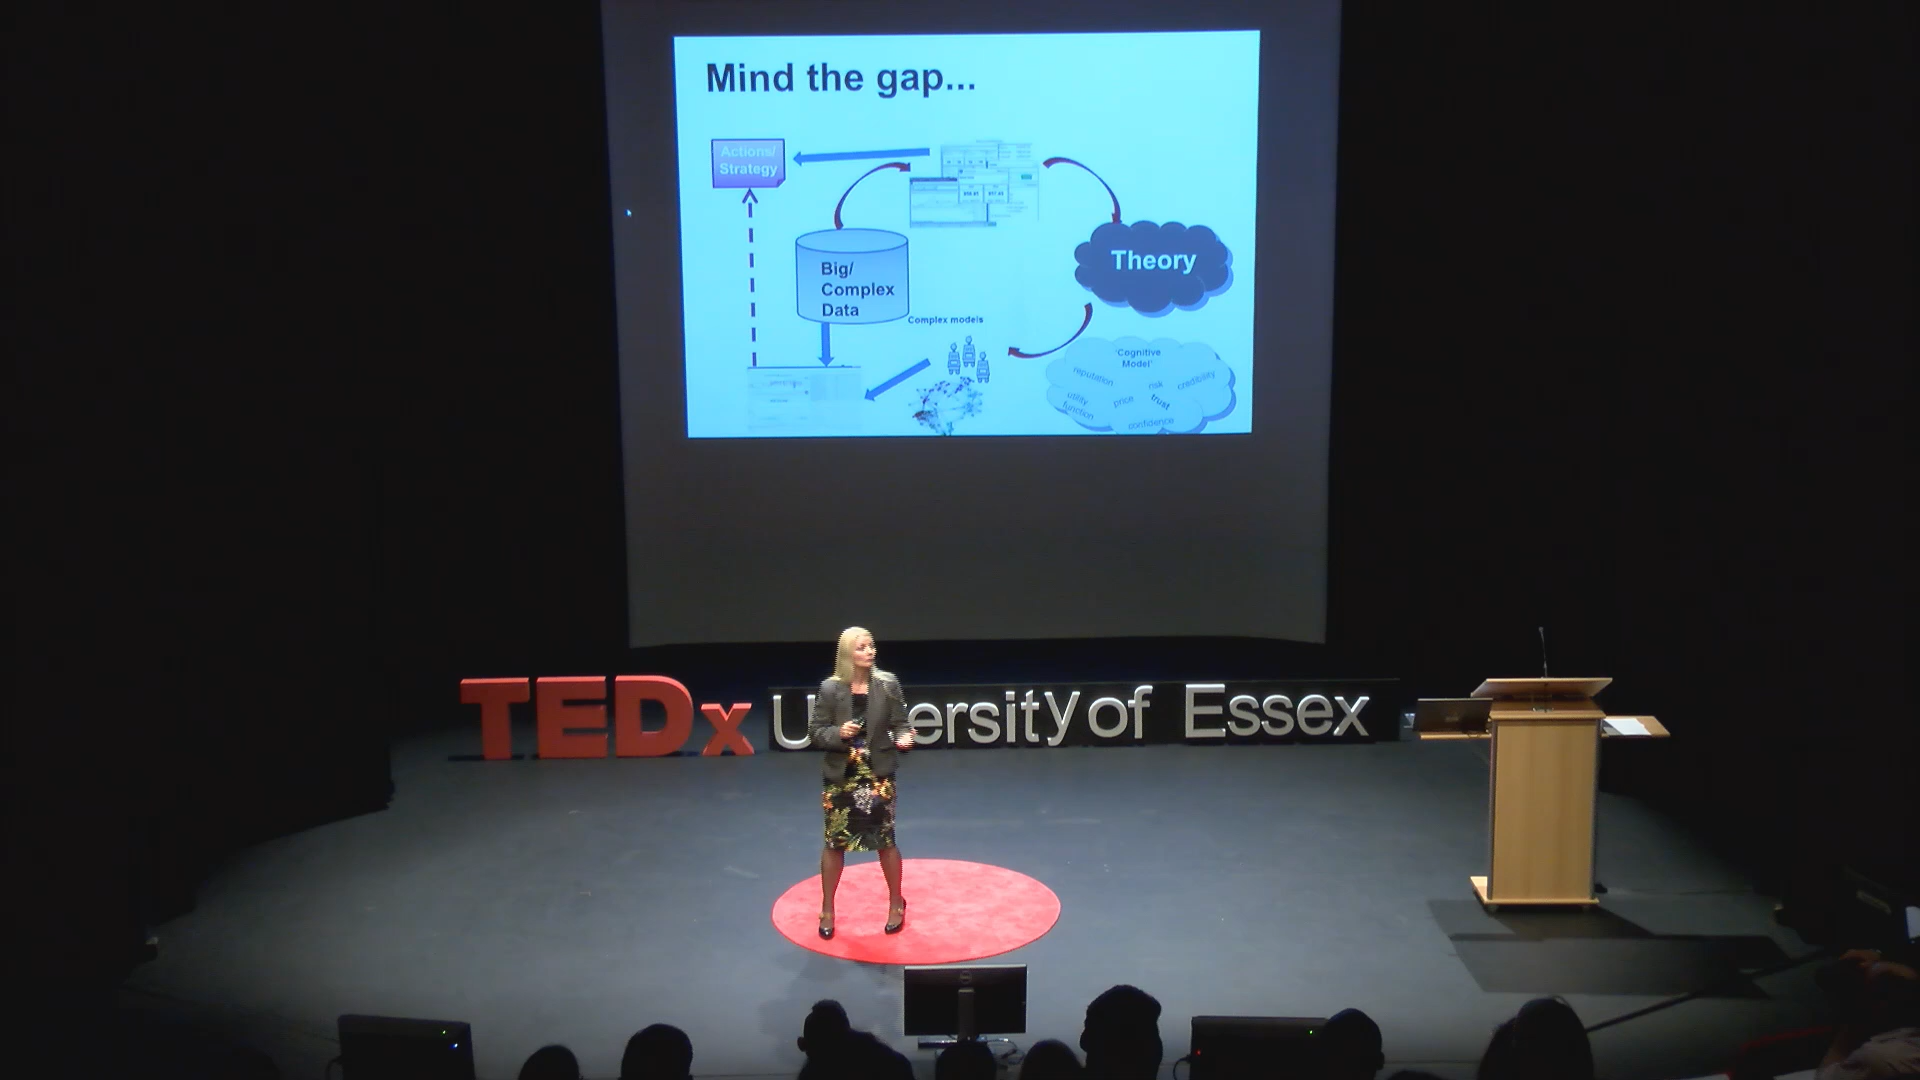 Mind the gap...
Actions/
Strategy
Big/
Complex
Data
Theory
Complex models
'Cognitive
Model'
reputation
risk
credibility
utility
function
price
trust
confidence
TEDx U ersity of Essex